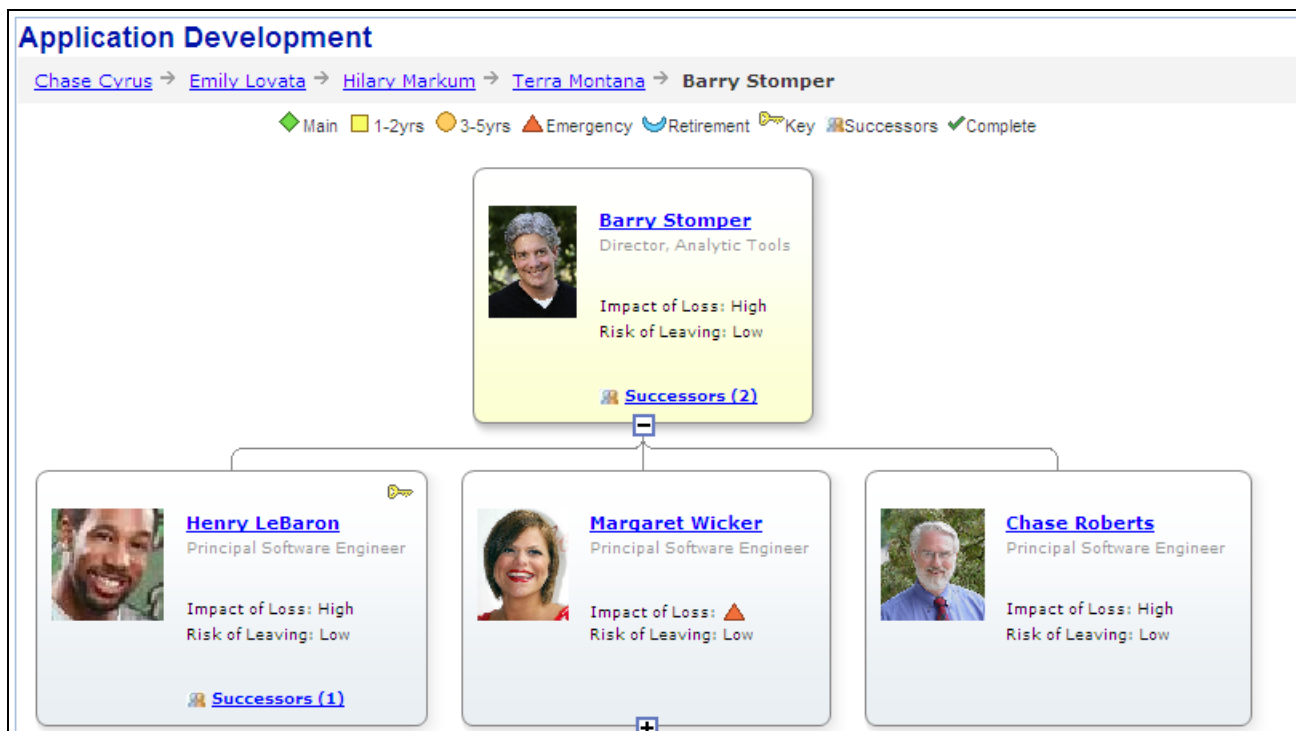 Application Development
Chase Cyrus → Emily Lovata → Hilary Markum → Terra Montana → Barry Stomper
Main 1-2yrs 3-5yrs Emergency Retirement Key Successors Complete
Barry Stomper
Director, Analytic Tools
Impact of Loss: High
Risk of Leaving: Low
Successors (2)
Henry LeBaron
Principal Software Engineer
Impact of Loss: High
Risk of Leaving: Low
Successors (1)
Margaret Wicker
Principal Software Engineer
Impact of Loss:
Risk of Leaving: Low
Chase Roberts
Principal Software Engineer
Impact of Loss: High
Risk of Leaving: Low